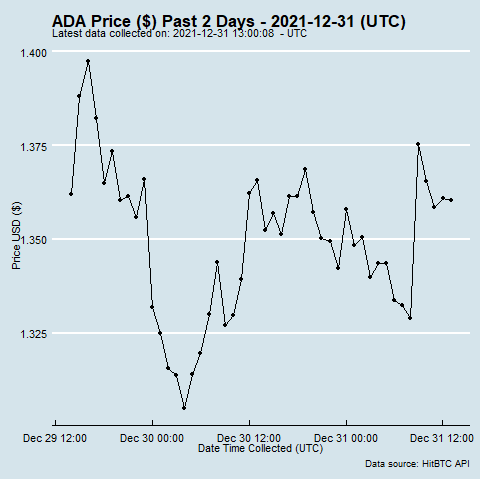 ADA Price ($) Past 2 Days - 2021-12-31 (UTC)
Latest data collected on: 2021-12-31 13:00:08 - UTC
1.400
1.375
1.350
1.325
Price USD ($)
Dec 29 12:00 Dec 30 00:00 Dec 30 12:00 Dec 31 00:00 Dec 31 12:00
Date Time Collected (UTC)
Data source: HitBTC API